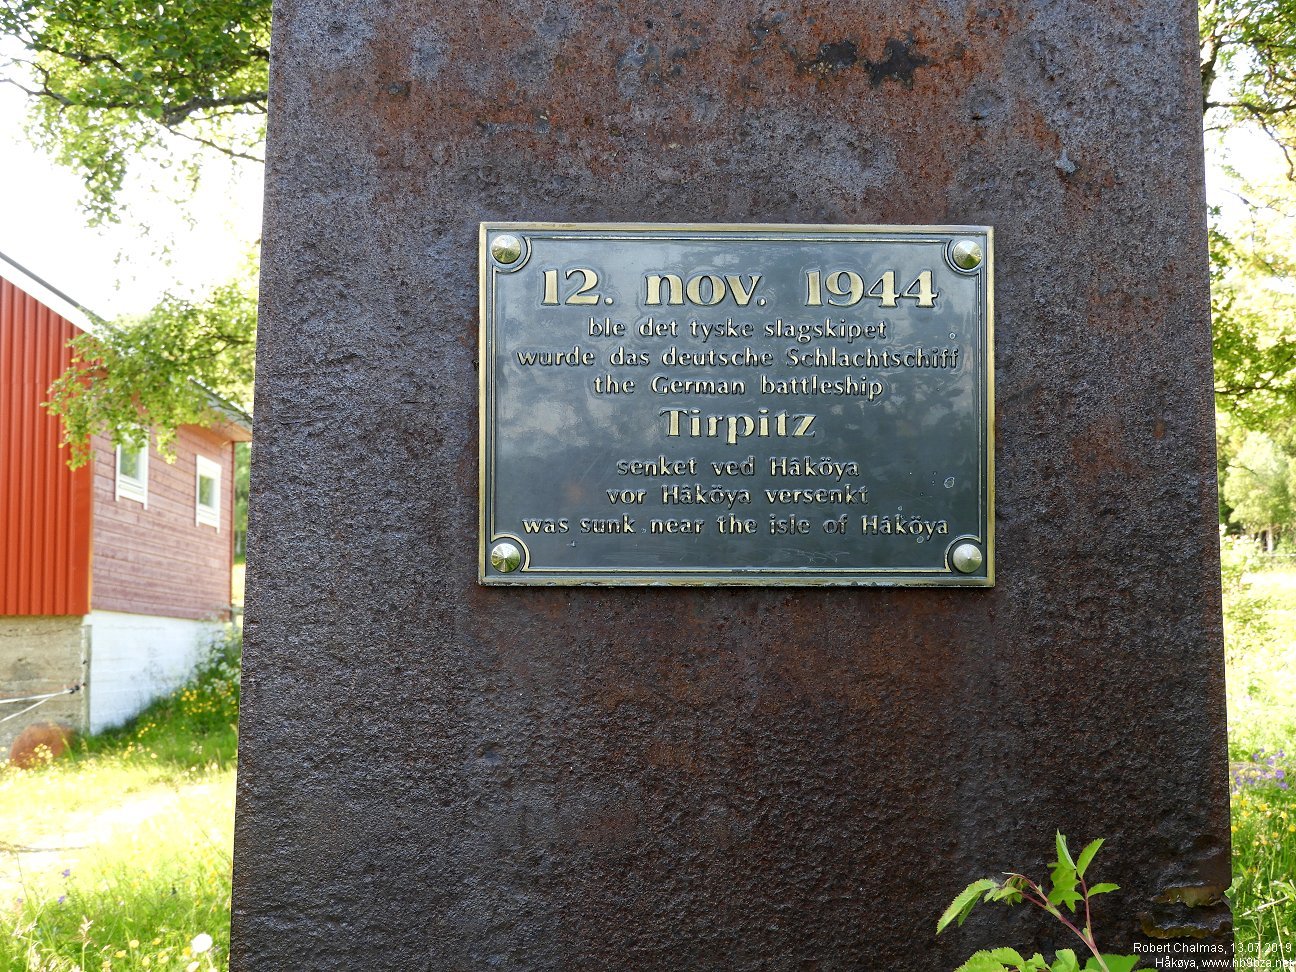 12. nov. 1944
ble det tyske slagskipet
wurde das deutsche Schlachtschiff
the German battleship
Tirpitz
senket ved Håköya
vor Håköya versenkt
was sunk near the isle of Håköya
Robert Chalmas, 13.07.2019
Håkøya, www.hb9bza.net